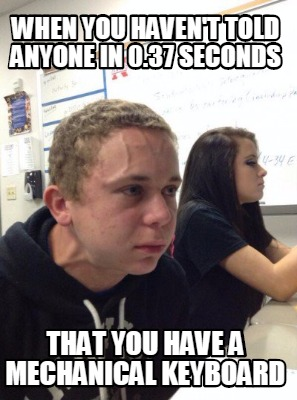 WHEN YOU HAVEN'T TOLD
ANYONE IN 0.37 SECONDS
THAT YOU HAVE A
MECHANICAL KEYBOARD